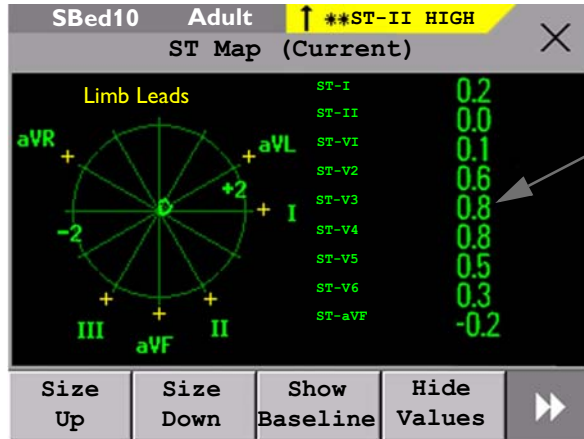 SBed10 Adult ↑ **ST-II HIGH
ST Map (Current)
Limb Leads
aVR
aVL
+2
I
-2
III
aVF
II
ST-I 0.2
ST-II 0.0
ST-VI 0.1
ST-V2 0.6
ST-V3 0.8
ST-V4 0.8
ST-V5 0.5
ST-V6 0.3
ST-aVF -0.2
Size Up
Size Down
Show Baseline
Hide Values